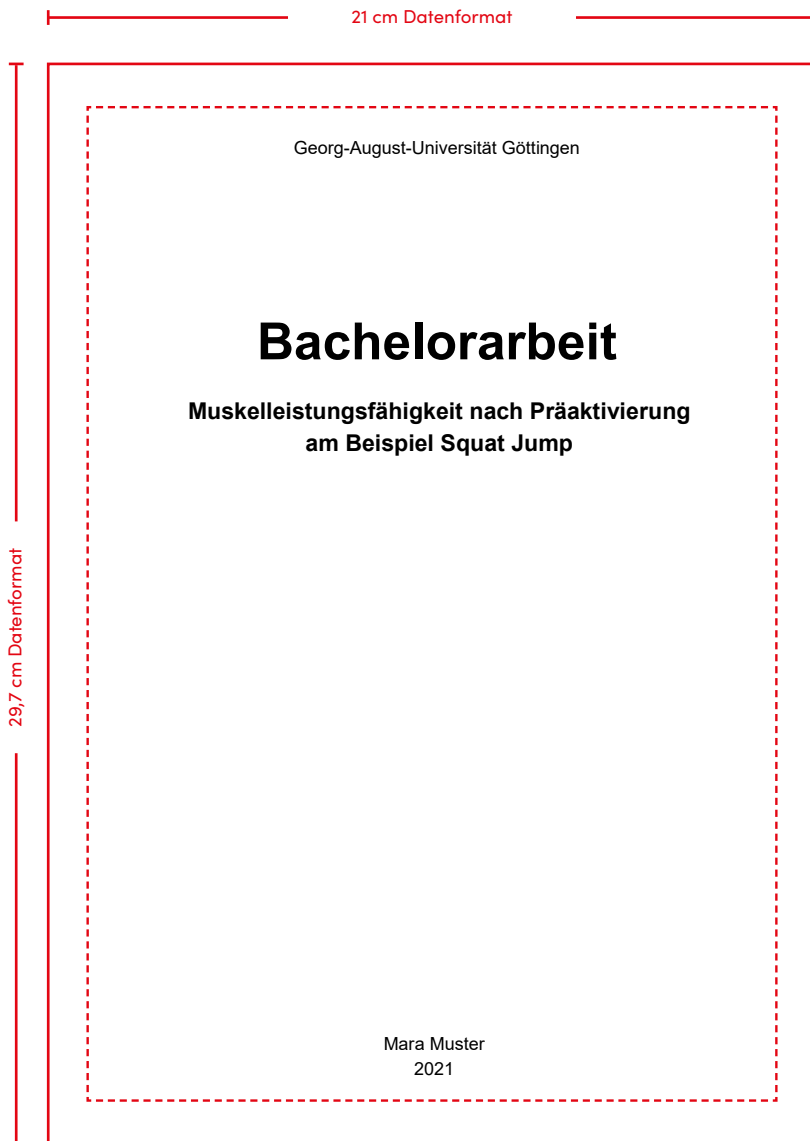 21 cm Datenformat
29,7 cm Datenformat
Georg-August-Universität Göttingen
Bachelorarbeit
Muskelleistungsfähigkeit nach Präaktivierung
am Beispiel Squat Jump
Mara Muster
2021